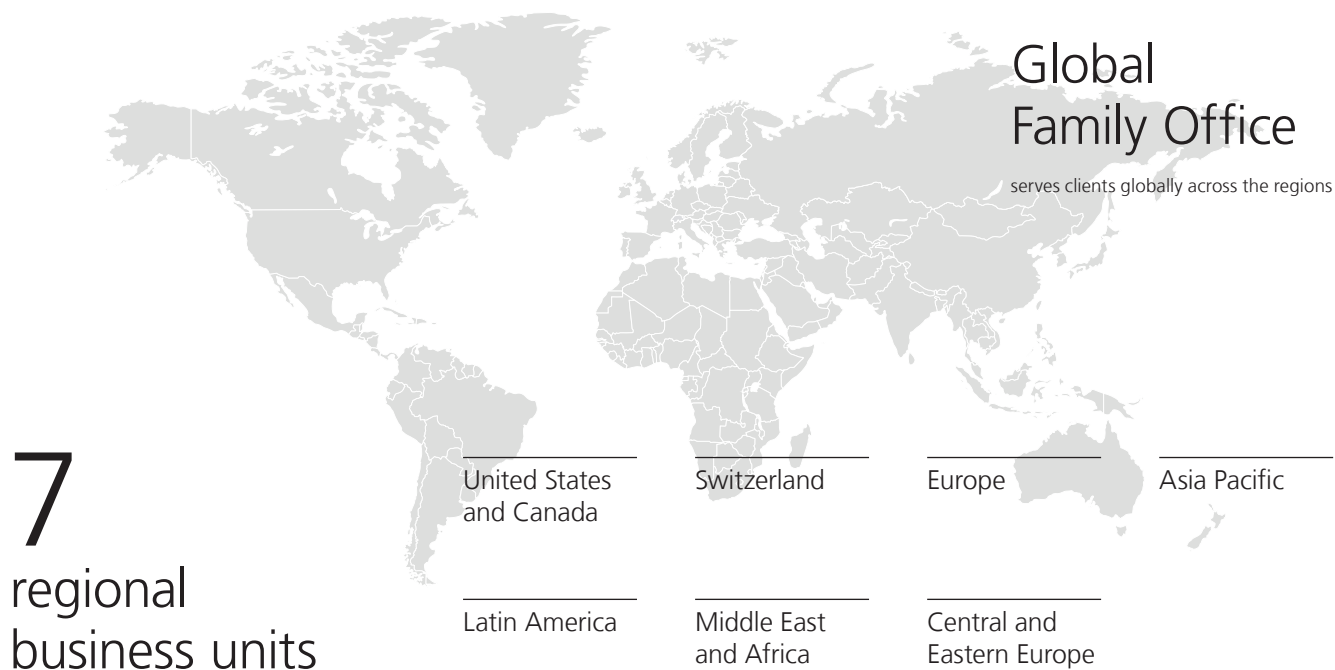 Global
Family Office
serves clients globally across the regions
7
regional
business units
United States
and Canada
Switzerland
Europe
Asia Pacific
Latin America
Middle East
and Africa
Central and
Eastern Europe